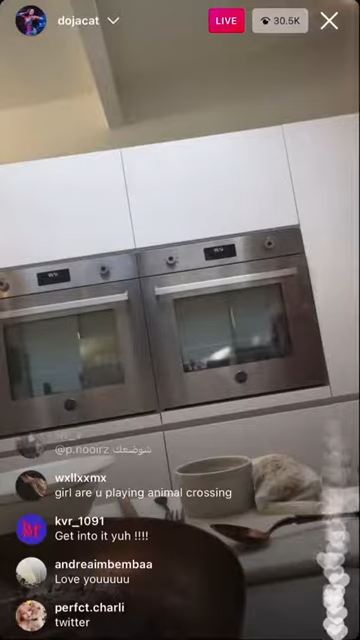 dojacat
LIVE
30.5K
@p.nooirz شوضعك
wxllxxmx
girl are u playing animal crossing
kvr_1091
Get into it yuh !!!!
andreaimbembaa
Love youuuuu
perfct.charli
twitter